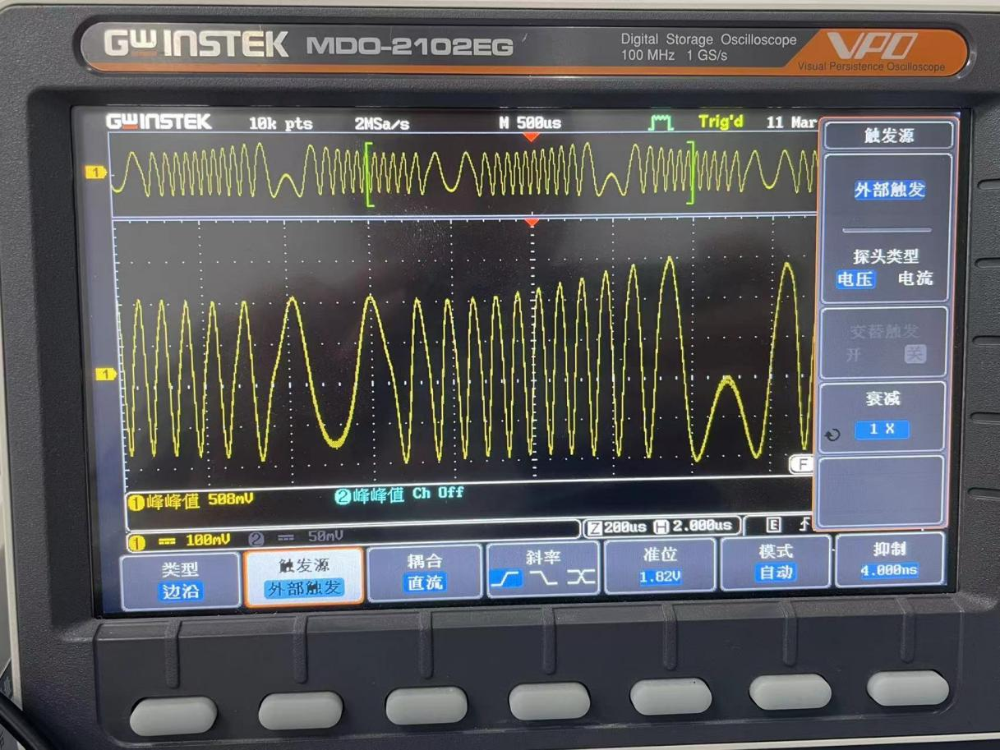 GWINSTEK MDO-2102EG Digital Storage Oscilloscope VPO
100 MHz 1 GS/s Visual Persistence Oscilloscope
GWINSTEK 10k pts 2MSa/s M 500us Trig'd 11 Mar
触发源
1
外部触发
探头类型
电压 电流
交替触发
开 关
1
衰减
1 X
F
1峰峰值 508mV 2峰峰值 Ch Off
Z 200us H 2.000us E
1 100mV 2 50mV
类型 触发源 耦合 斜率 准位 模式 抑制
边沿 外部触发 直流 1.82V 自动 4.000ns